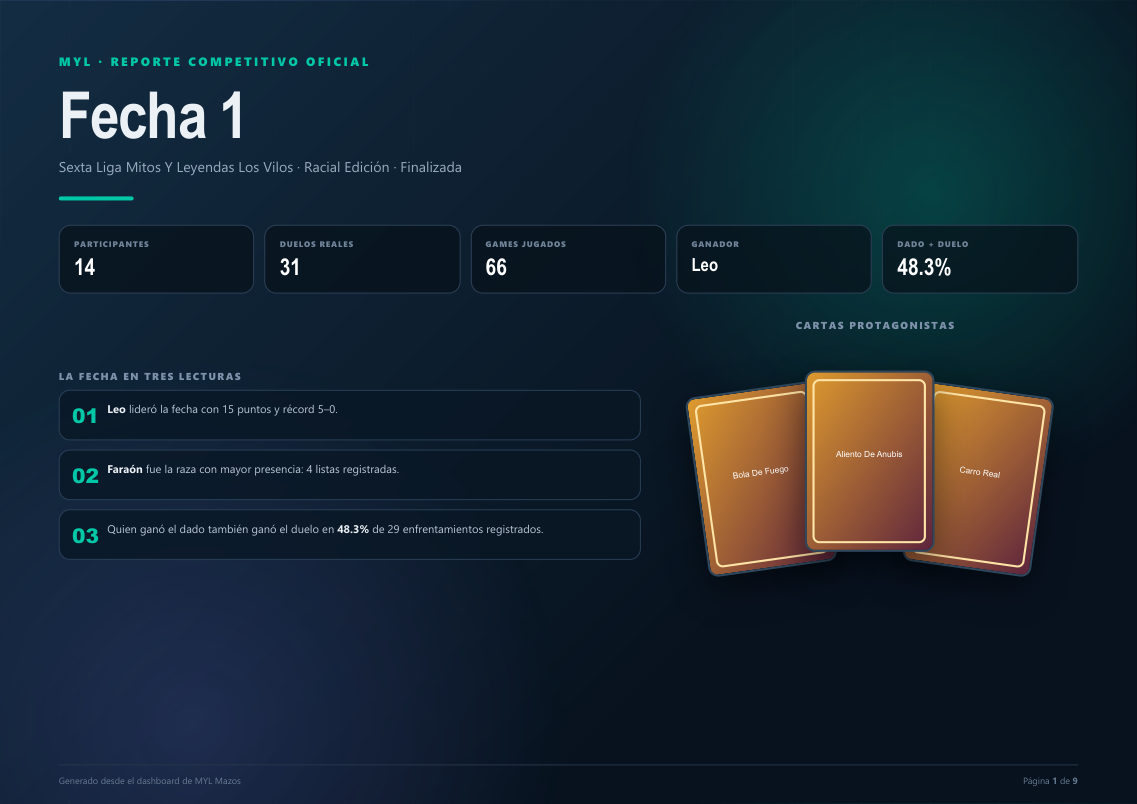 MYL · REPORTE COMPETITIVO OFICIAL
Fecha 1
Sexta Liga Mitos Y Leyendas Los Vilos · Racial Edición · Finalizada
PARTICIPANTES
14
DUELOS REALES
31
GAMES JUGADOS
66
GANADOR
Leo
DADO + DUELO
48.3%
LA FECHA EN TRES LECTURAS
01 Leo lideró la fecha con 15 puntos y récord 5–0.
02 Faraón fue la raza con mayor presencia: 4 listas registradas.
03 Quien ganó el dado también ganó el duelo en 48.3% de 29 enfrentamientos registrados.
CARTAS PROTAGONISTAS
Bola De Fuego
Aliento De Anubis
Carro Real
Generado desde el dashboard de MYL Mazos
Página 1 de 9